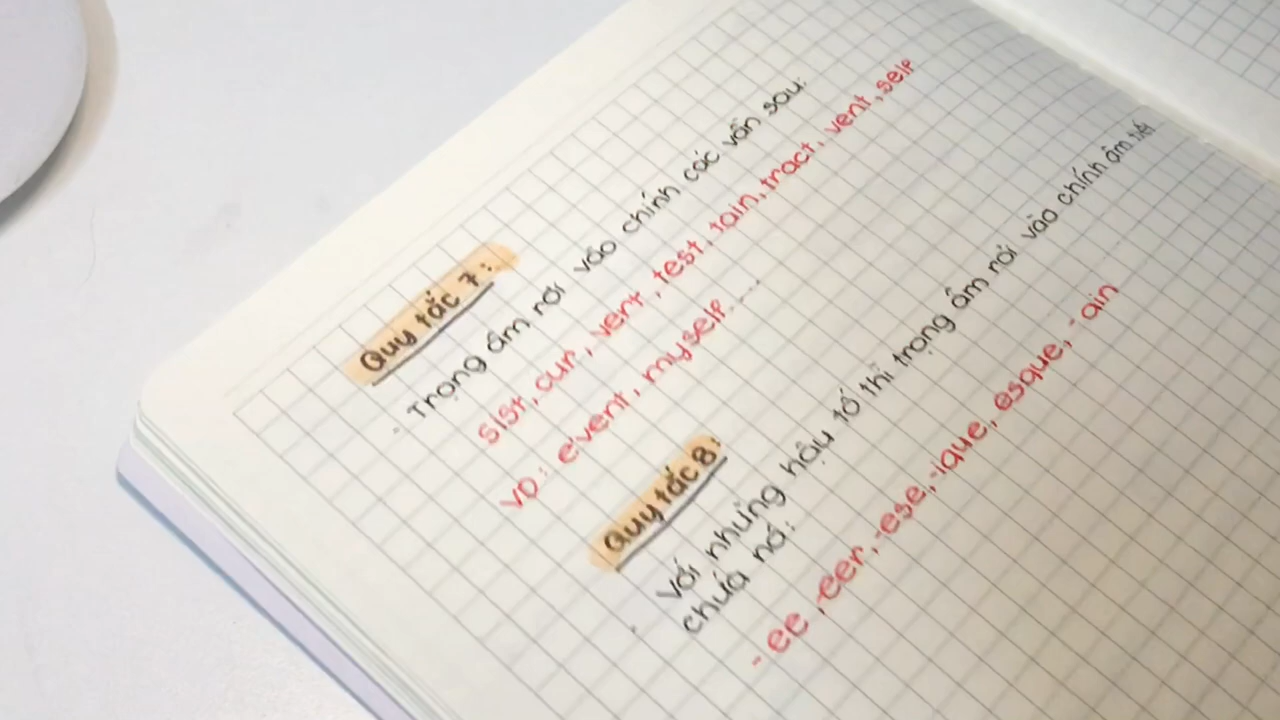 Quy tắc 7:
- Trọng âm rơi vào chính các vần sau:
sist, cur, vert, test, tain, tract, vent, self
VD: event, myself....
Quy tắc 8:
- Với những hậu tố thì trọng âm rơi vào chính âm tiết
chứa nó:
- ee, -eer, -ese, -ique, esque, -ain